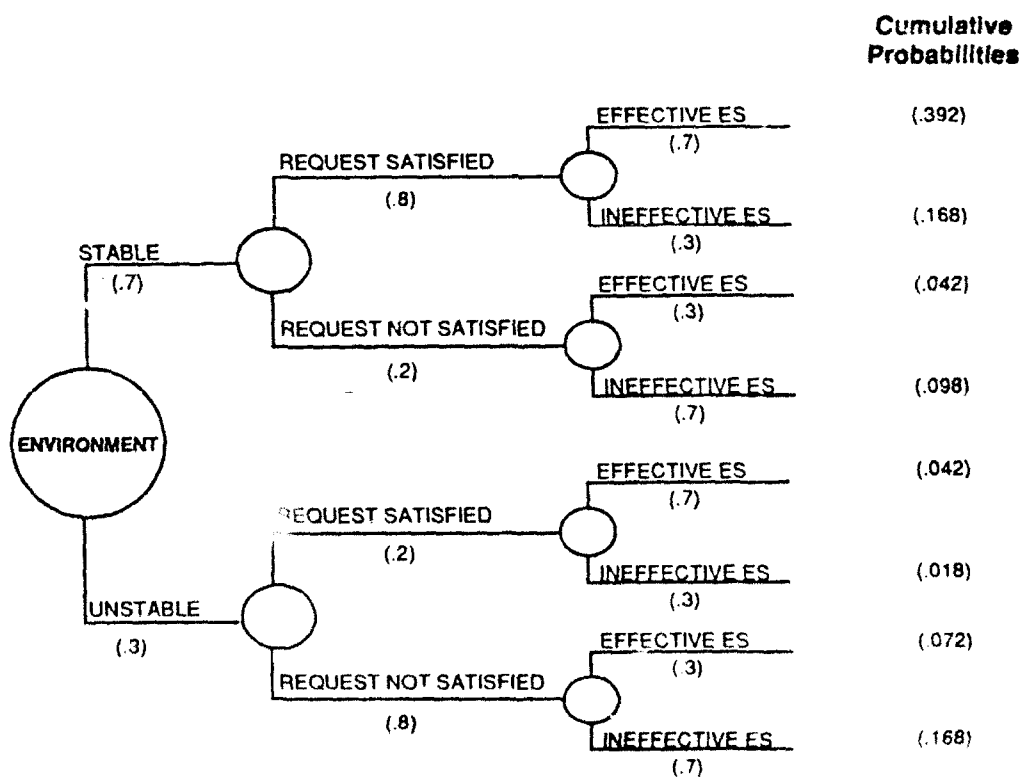 Cumulative
Probabilities
EFFECTIVE ES
(.392)
(.7)
REQUEST SATISFIED
(.8)
INEFFECTIVE ES
(.168)
(.3)
STABLE
(.7)
EFFECTIVE ES
(.042)
(.3)
REQUEST NOT SATISFIED
(.2)
INEFFECTIVE ES
(.098)
(.7)
ENVIRONMENT
EFFECTIVE ES
(.042)
(.7)
REQUEST SATISFIED
(.2)
INEFFECTIVE ES
(.018)
(.3)
UNSTABLE
(.3)
EFFECTIVE ES
(.072)
(.3)
REQUEST NOT SATISFIED
(.8)
INEFFECTIVE ES
(.168)
(.7)